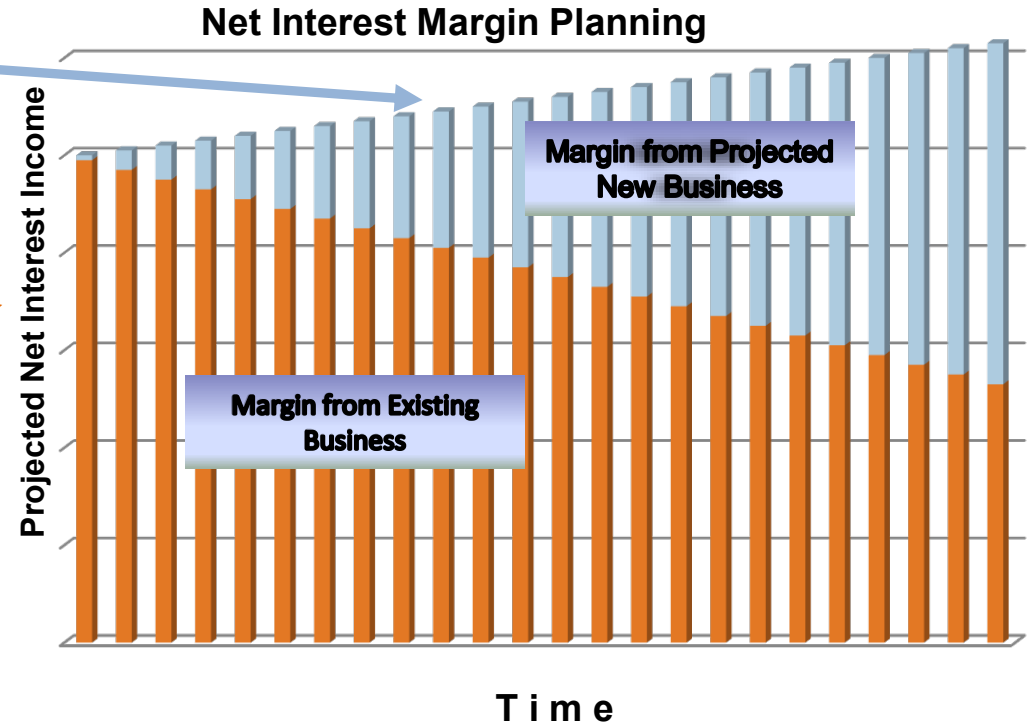 Net Interest Margin Planning
Projected Net Interest Income
Margin from Projected
New Business
Margin from Existing
Business
T i m e